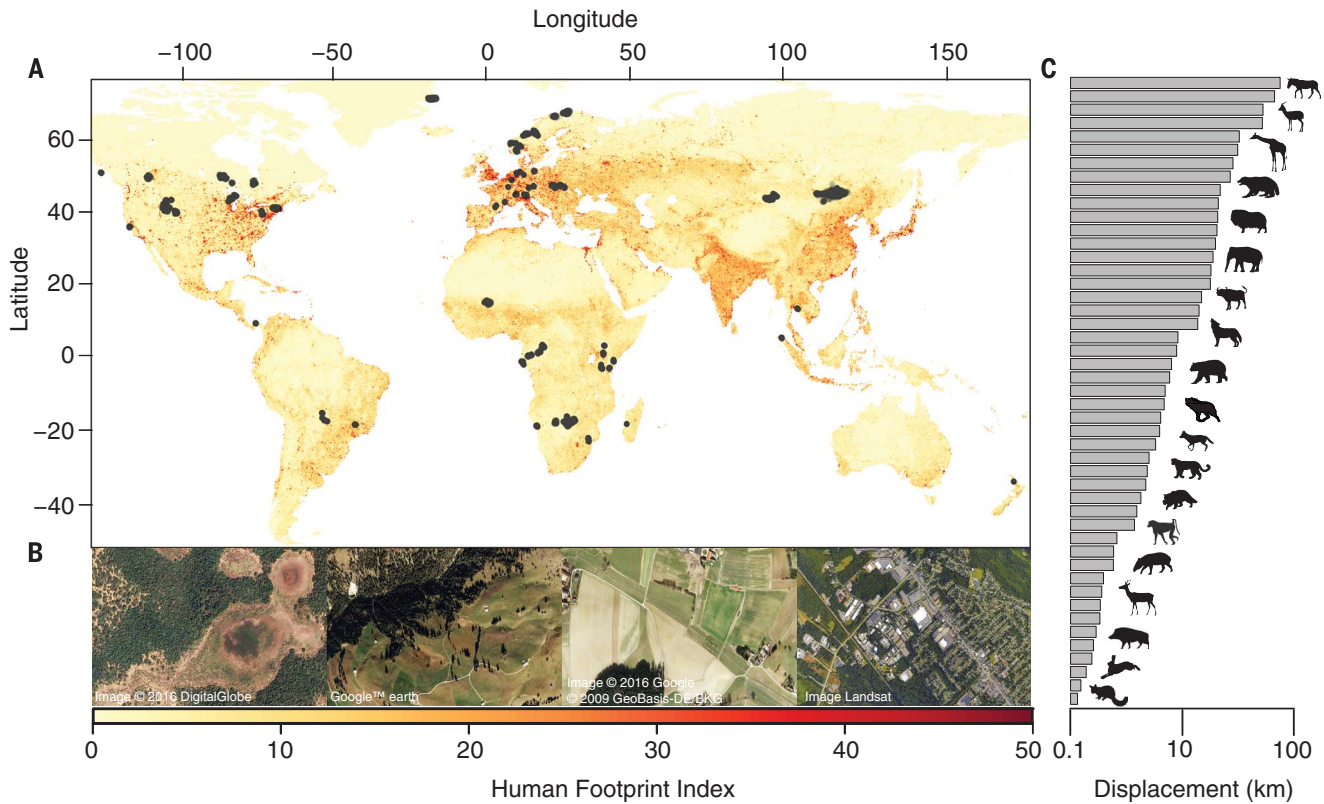 Longitude
−100 −50 0 50 100 150
A
C
60
40
20
0
−20
−40
Latitude
B
Image © 2016 DigitalGlobe
Google™ earth
Image © 2016 Google
© 2009 GeoBasis-DE/BKG
Image Landsat
0 10 20 30 40 50
Human Footprint Index
0.1 10 100
Displacement (km)